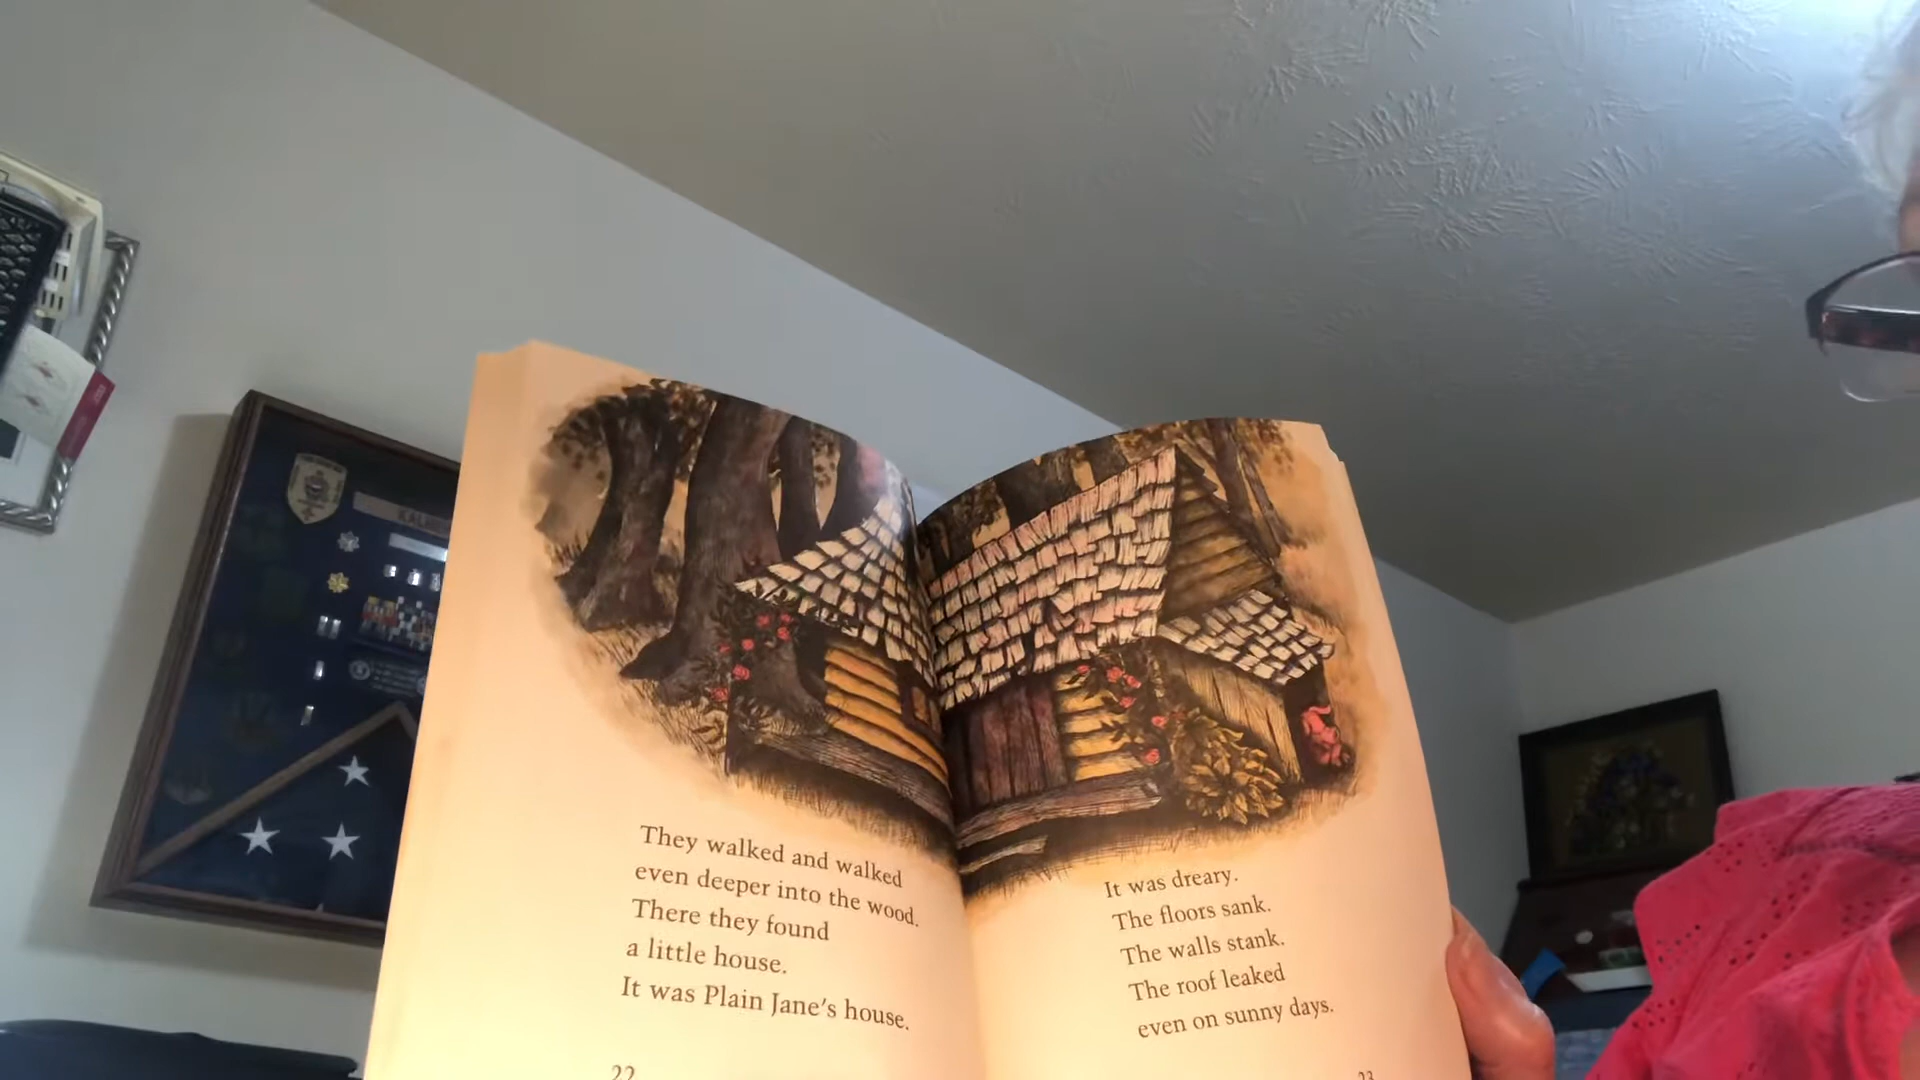 They walked and walked
even deeper into the wood.
There they found
a little house.
It was Plain Jane's house.
22
It was dreary.
The floors sank.
The walls stank.
The roof leaked
even on sunny days.
23